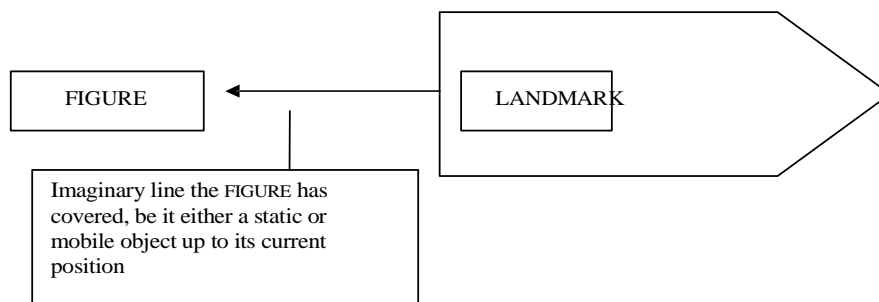 FIGURE
LANDMARK
Imaginary line the FIGURE has
covered, be it either a static or
mobile object up to its current
position